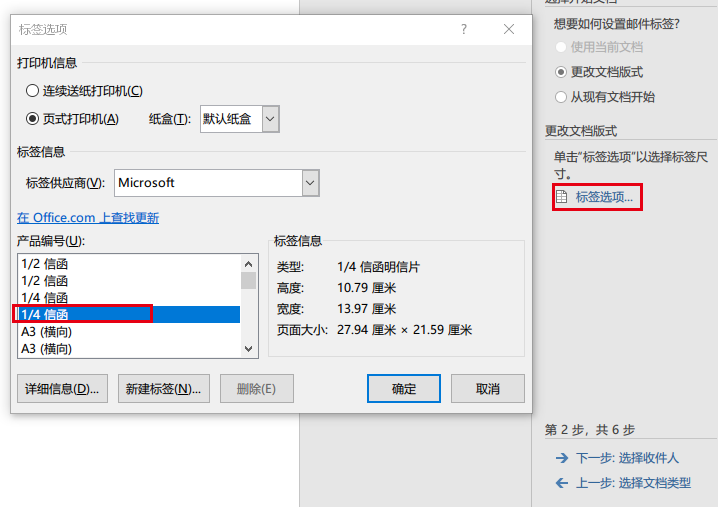 标签选项
打印机信息
连续送纸打印机(C)
页式打印机(A) 纸盒(T): 默认纸盒
标签信息
标签供应商(V): Microsoft
在 Office.com 上查找更新
产品编号(U):
1/2 信函
1/2 信函
1/4 信函
1/4 信函
A3 (横向)
A3 (横向)
标签信息
类型: 1/4 信函明信片
高度: 10.79 厘米
宽度: 13.97 厘米
页面大小: 27.94 厘米 × 21.59 厘米
详细信息(D)... 新建标签(N)... 删除(E) 确定 取消
选择开始文档
想要如何设置邮件标签?
使用当前文档
更改文档版式
从现有文档开始
更改文档版式
单击"标签选项"以选择标签尺
寸。
标签选项...
第 2 步，共 6 步
下一步: 选择收件人
上一步: 选择文档类型